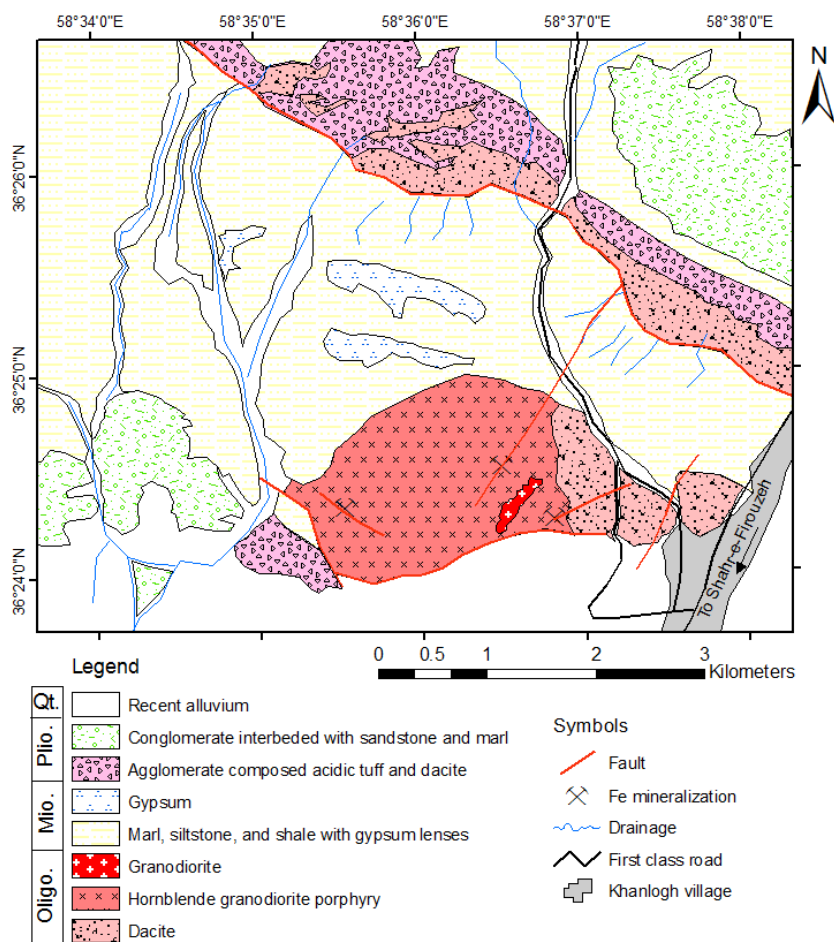 58°34'0"E 58°35'0"E 58°36'0"E 58°37'0"E 58°38'0"E
N
36°26'0"N
36°25'0"N
36°24'0"N
To Shahr-e-Firouzeh
Legend
0 0.5 1 2 3
Kilometers
Qt.
Recent alluvium
Plio.
Conglomerate interbeded with sandstone and marl
Agglomerate composed acidic tuff and dacite
Mio.
Gypsum
Marl, siltstone, and shale with gypsum lenses
Oligo.
Granodiorite
Hornblende granodiorite porphyry
Dacite
Symbols
Fault
Fe mineralization
Drainage
First class road
Khanlogh village